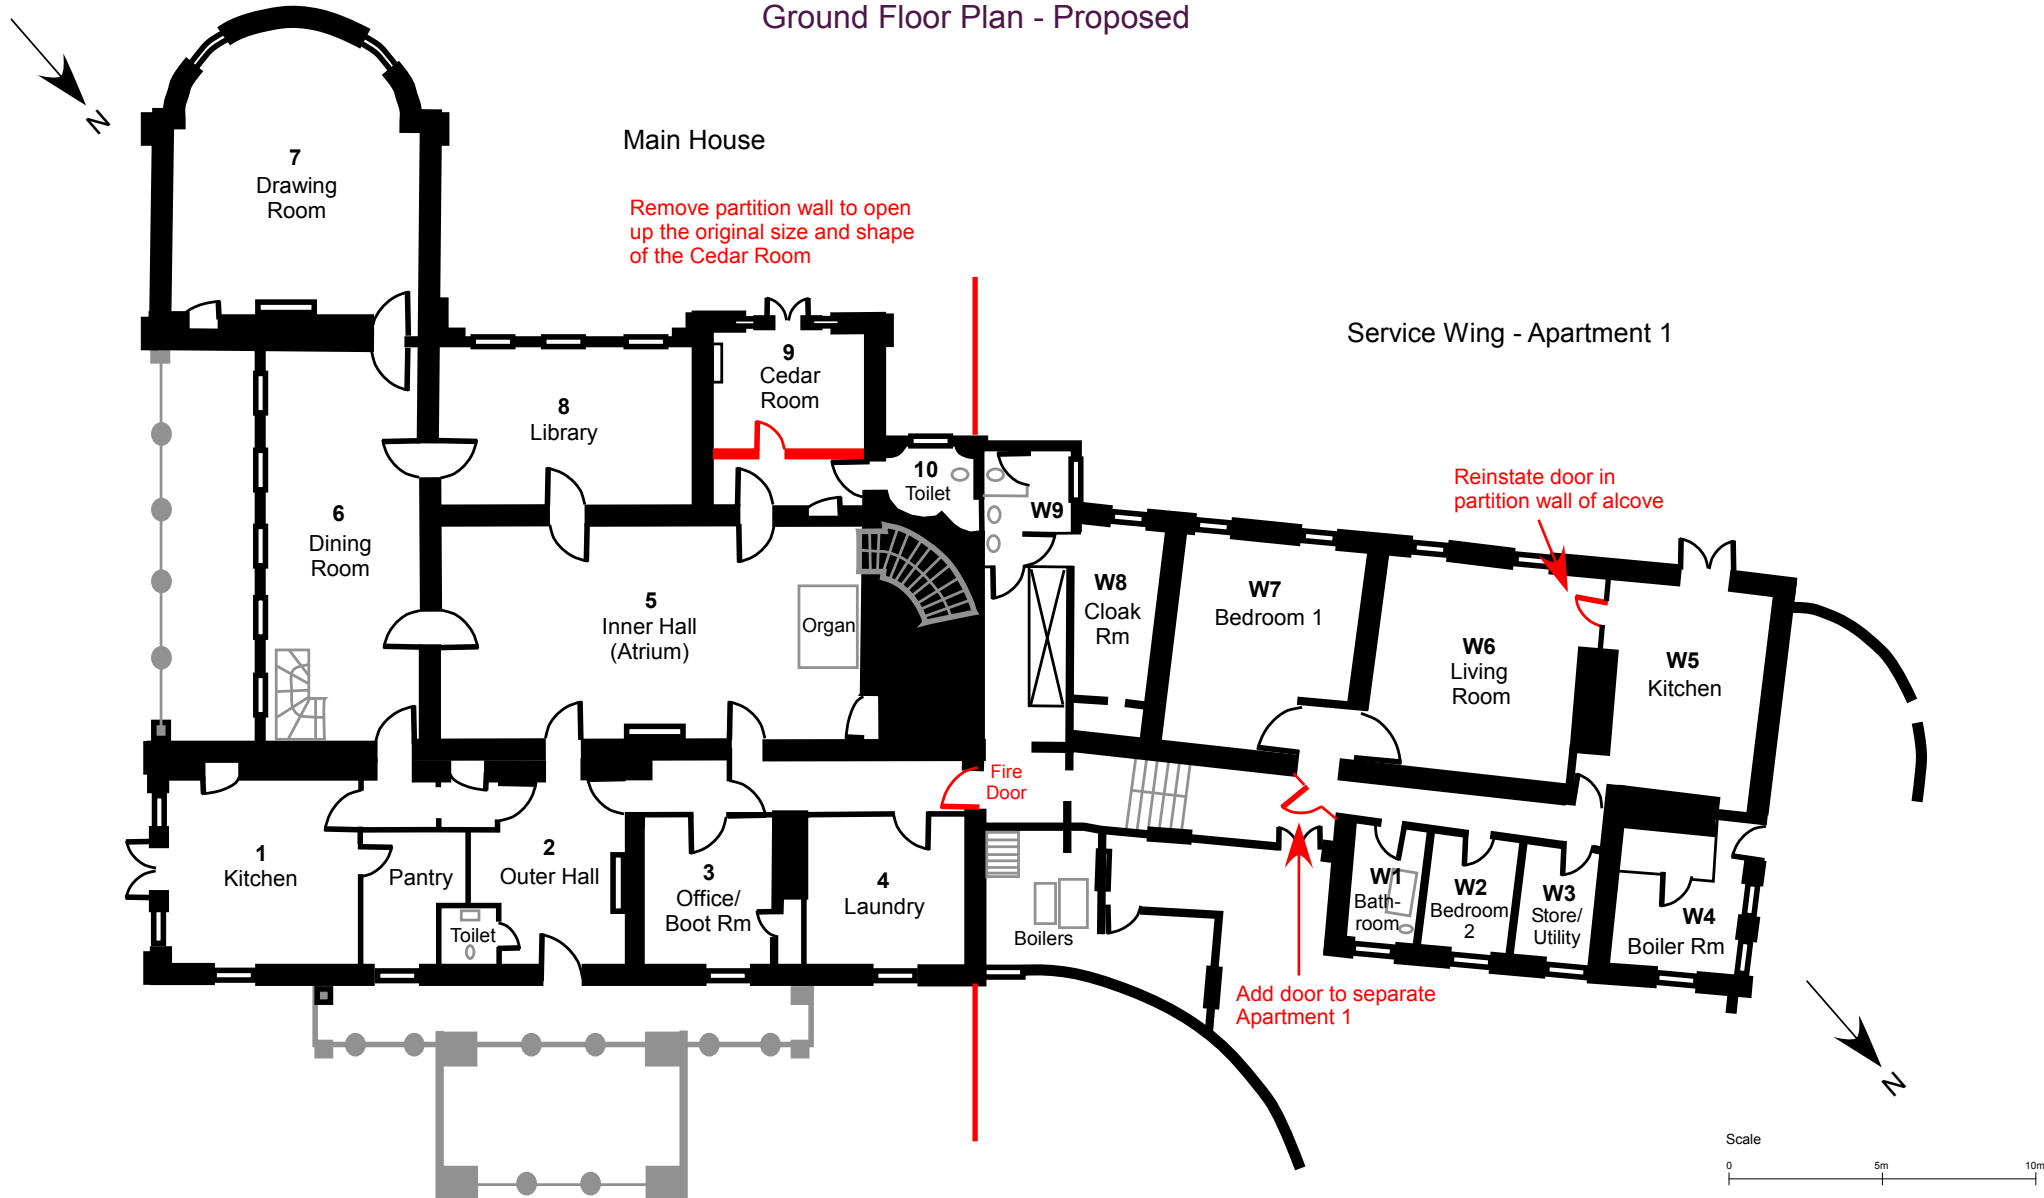 Ground Floor Plan - Proposed
N
Main House
7
Drawing
Room
Remove partition wall to open
up the original size and shape
of the Cedar Room
Service Wing - Apartment 1
9
Cedar
Room
8
Library
10
Toilet
Reinstate door in
partition wall of alcove
W9
6
Dining
Room
5
Inner Hall
(Atrium)
Organ
W8
Cloak
Rm
W7
Bedroom 1
W6
Living
Room
W5
Kitchen
Fire
Door
1
Kitchen
Pantry
2
Outer Hall
Toilet
3
Office/
Boot Rm
4
Laundry
Boilers
W1
Bath-
room
W2
Bedroom
2
W3
Store/
Utility
W4
Boiler Rm
Add door to separate
Apartment 1
N
Scale
0 5m 10m